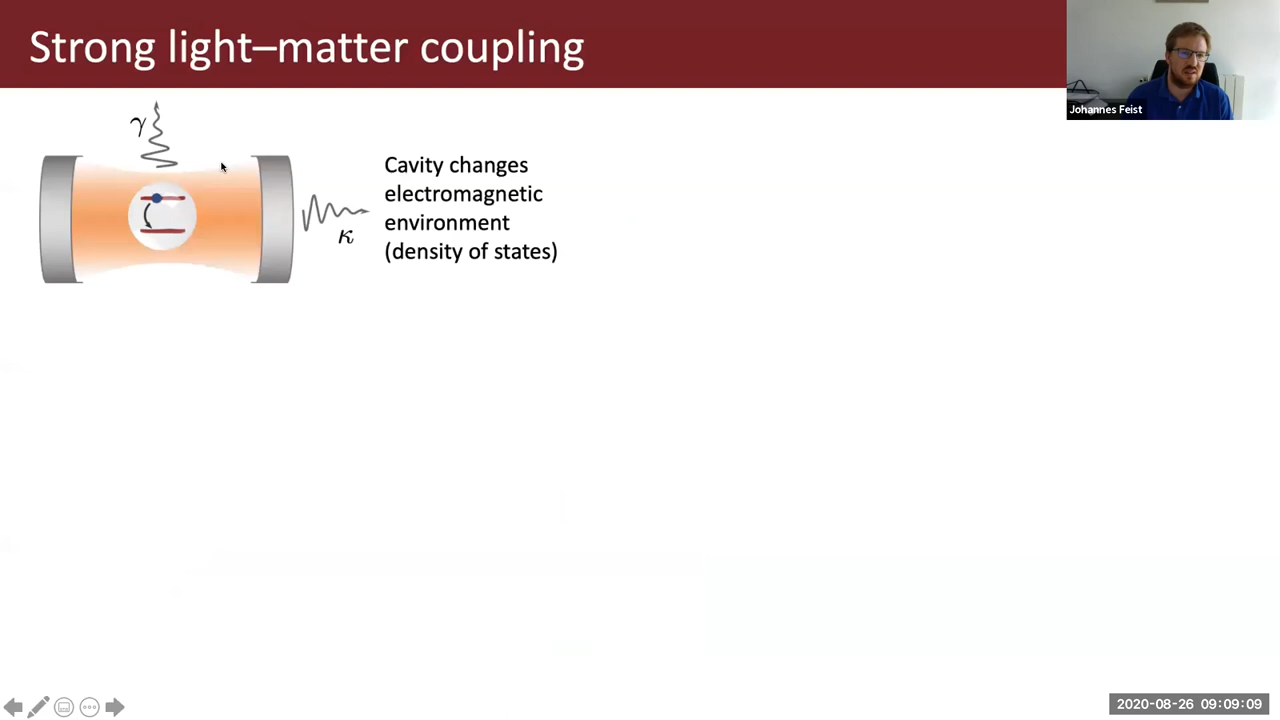 Strong light–matter coupling
Johannes Feist
γ
κ
Cavity changes
electromagnetic
environment
(density of states)
2020-08-26 09:09:09